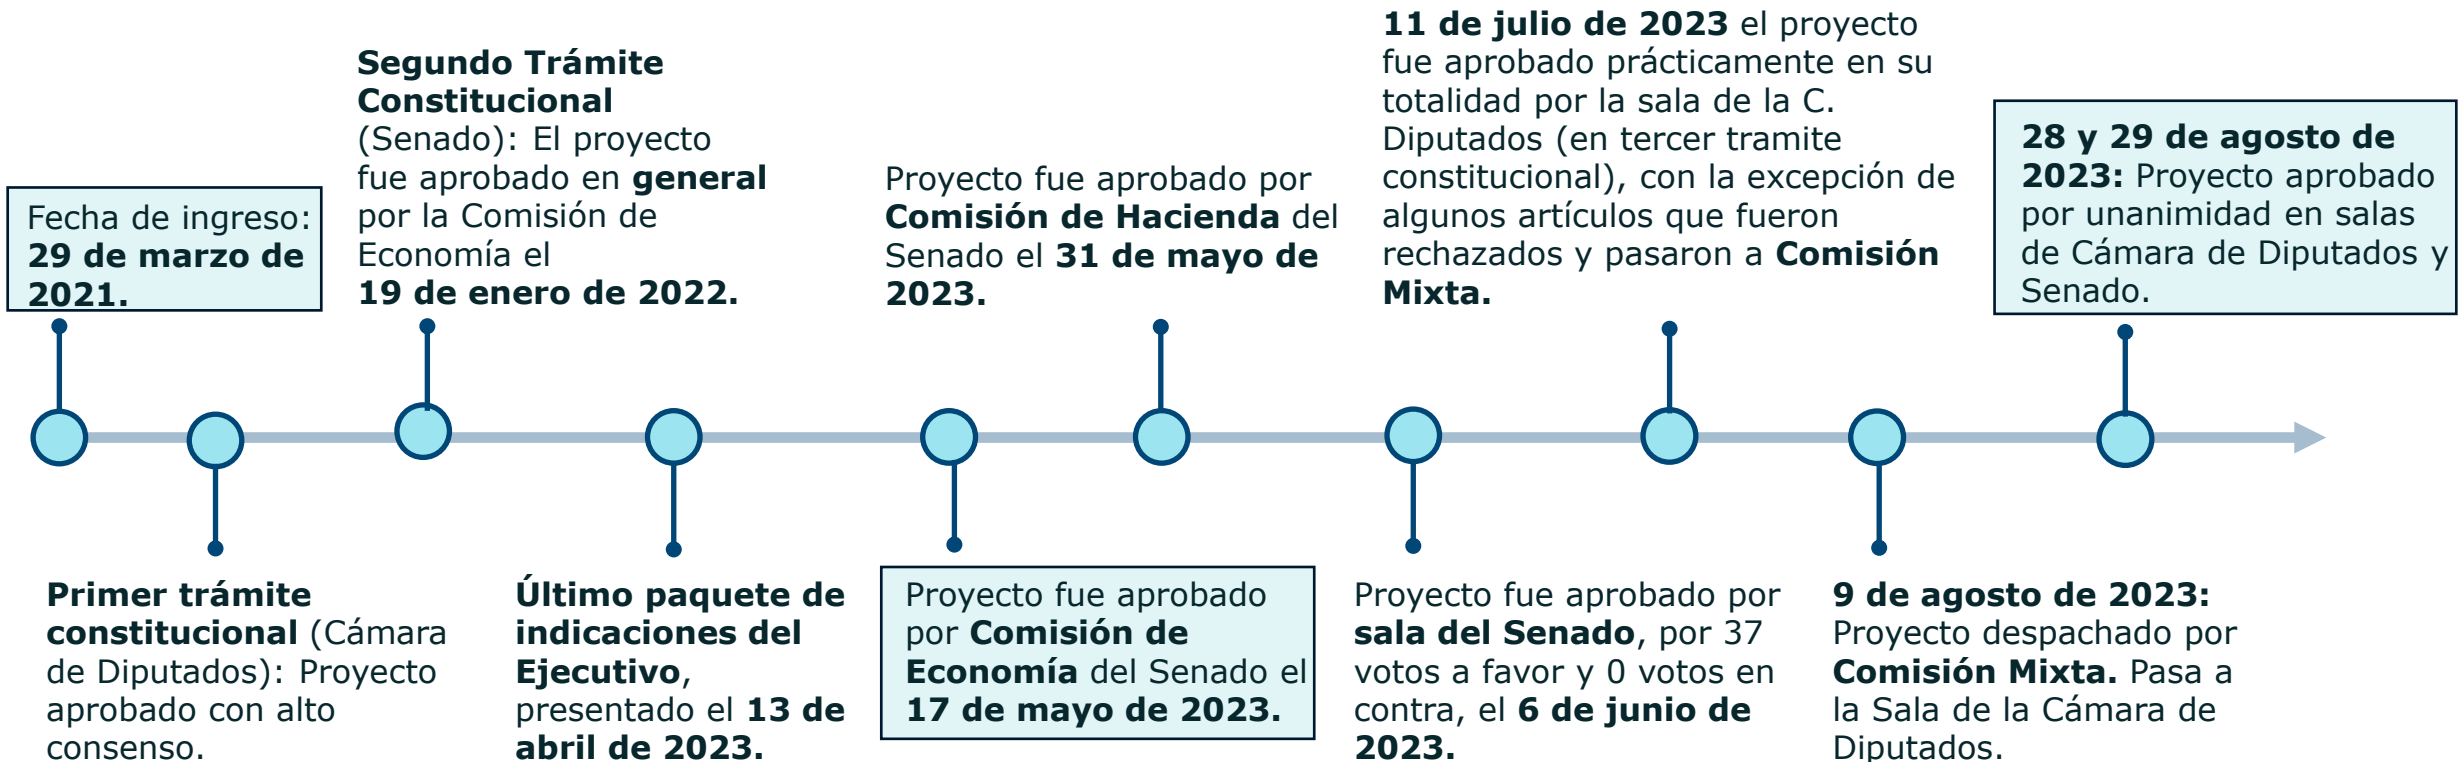 Fecha de ingreso:
29 de marzo de
2021.
Primer trámite
constitucional (Cámara
de Diputados): Proyecto
aprobado con alto
consenso.
Segundo Trámite
Constitucional
(Senado): El proyecto
fue aprobado en general
por la Comisión de
Economía el
19 de enero de 2022.
Último paquete de
indicaciones del
Ejecutivo,
presentado el 13 de
abril de 2023.
Proyecto fue aprobado
por Comisión de
Economía del Senado el
17 de mayo de 2023.
Proyecto fue aprobado por
Comisión de Hacienda del
Senado el 31 de mayo de
2023.
Proyecto fue aprobado por
sala del Senado, por 37
votos a favor y 0 votos en
contra, el 6 de junio de
2023.
11 de julio de 2023 el proyecto
fue aprobado prácticamente en su
totalidad por la sala de la C.
Diputados (en tercer tramite
constitucional), con la excepción de
algunos artículos que fueron
rechazados y pasaron a Comisión
Mixta.
9 de agosto de 2023:
Proyecto despachado por
Comisión Mixta. Pasa a
la Sala de la Cámara de
Diputados.
28 y 29 de agosto de
2023: Proyecto aprobado
por unanimidad en salas
de Cámara de Diputados y
Senado.